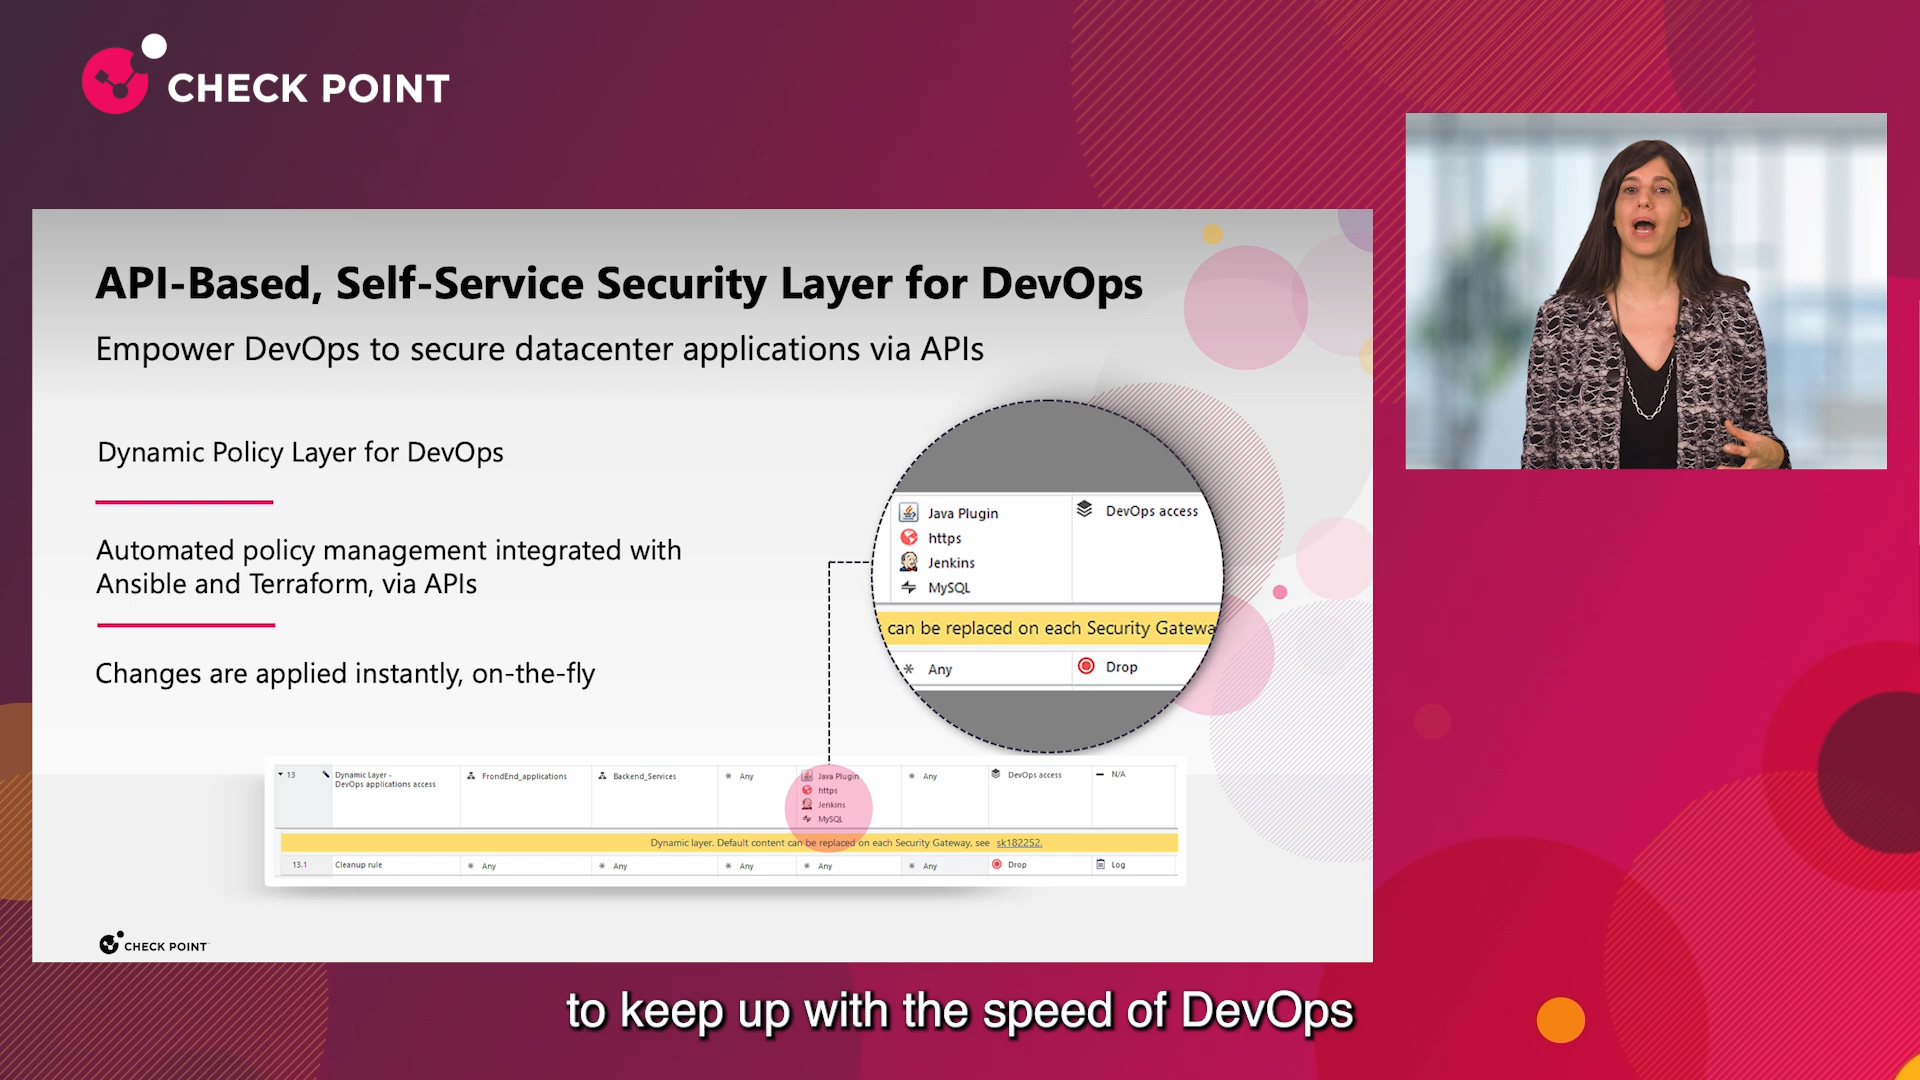 CHECK POINT
API-Based, Self-Service Security Layer for DevOps
Empower DevOps to secure datacenter applications via APIs
Dynamic Policy Layer for DevOps
Automated policy management integrated with
Ansible and Terraform, via APIs
Changes are applied instantly, on-the-fly
Java Plugin
DevOps access
https
Jenkins
MySQL
can be replaced on each Security Gatewa
Any
Drop
13
Dynamic Layer -
DevOps applications access
FrondEnd_applications
Backend_Services
Any
Java Plugin
https
Jenkins
MySQL
Any
DevOps access
N/A
Dynamic layer. Default content can be replaced on each Security Gateway, see sk182252.
13.1
Cleanup rule
Any
Any
Any
Any
Any
Drop
Log
CHECK POINT
to keep up with the speed of DevOps